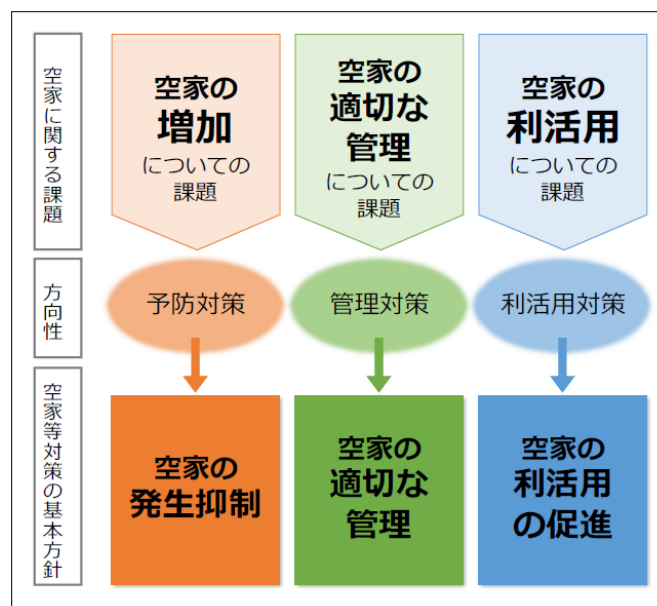 空家に関する課題
空家の
増加
についての
課題
空家の
適切な
管理
についての
課題
空家の
利活用
についての
課題
方向性
予防対策
管理対策
利活用対策
空家等対策の基本方針
空家の
発生抑制
空家の
適切な
管理
空家の
利活用
の促進